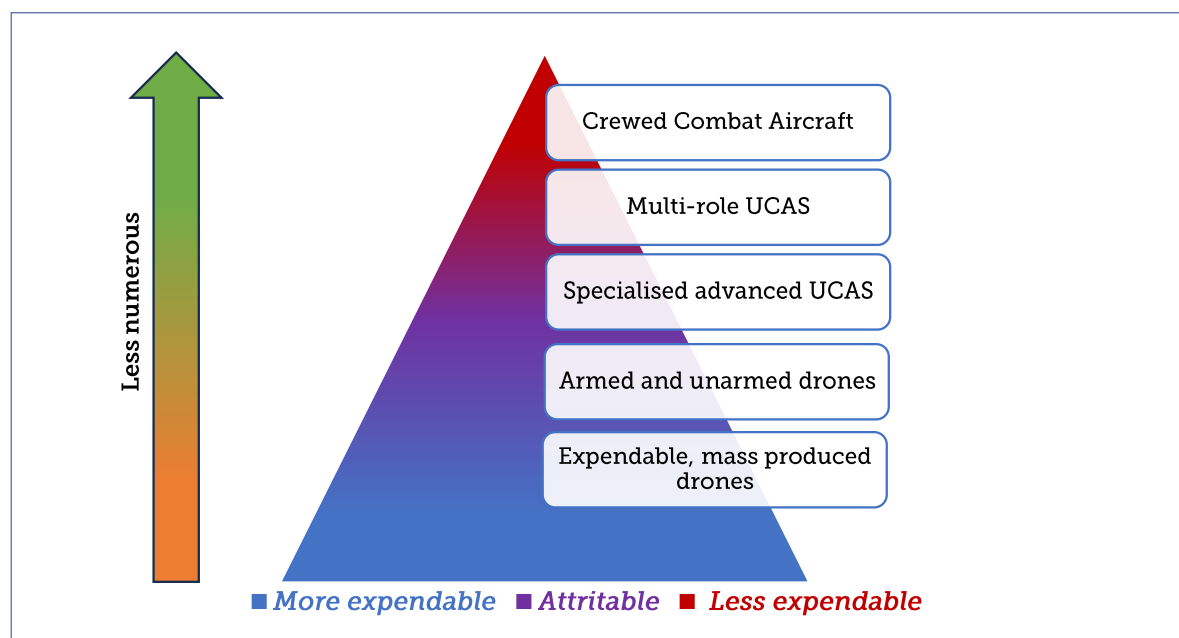 Less numerous
Crewed Combat Aircraft
Multi-role UCAS
Specialised advanced UCAS
Armed and unarmed drones
Expendable, mass produced
drones
More expendable Attritable Less expendable